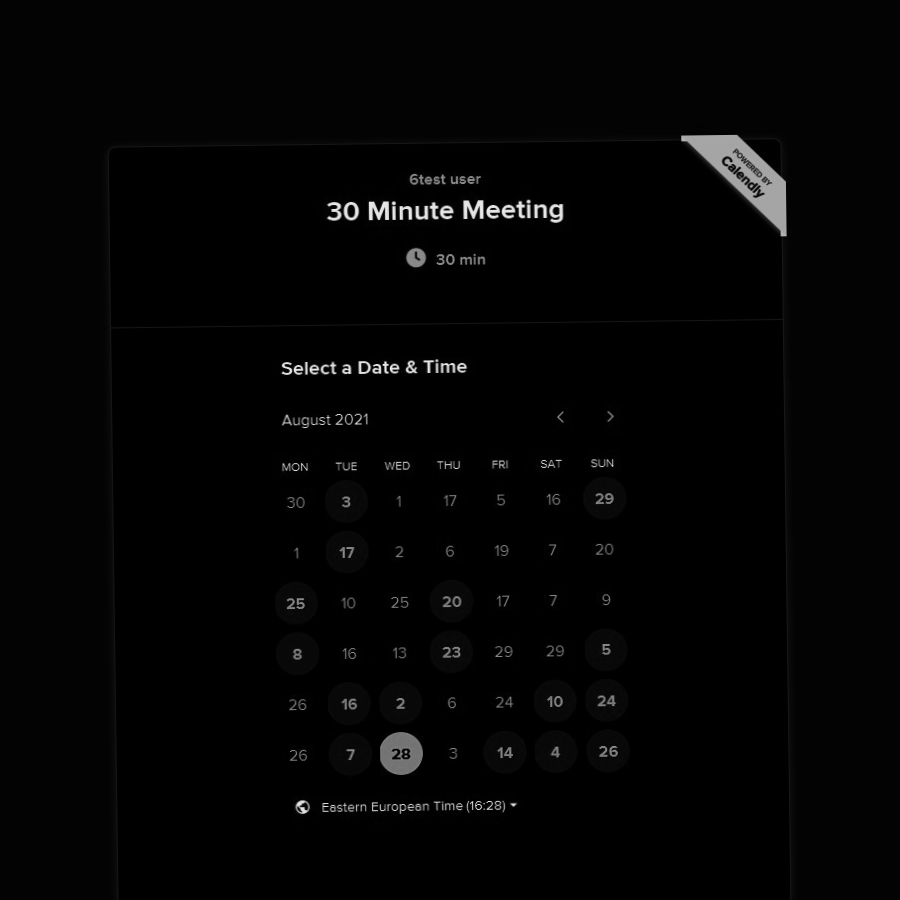 POWERED BY
Calendly
6test user
30 Minute Meeting
30 min
Select a Date & Time
August 2021
MON TUE WED THU FRI SAT SUN
30 3 1 17 5 16 29
1 17 2 6 19 7 20
25 10 25 20 17 7 9
8 16 13 23 29 29 5
26 16 2 6 24 10 24
26 7 28 3 14 4 26
Eastern European Time (16:28)